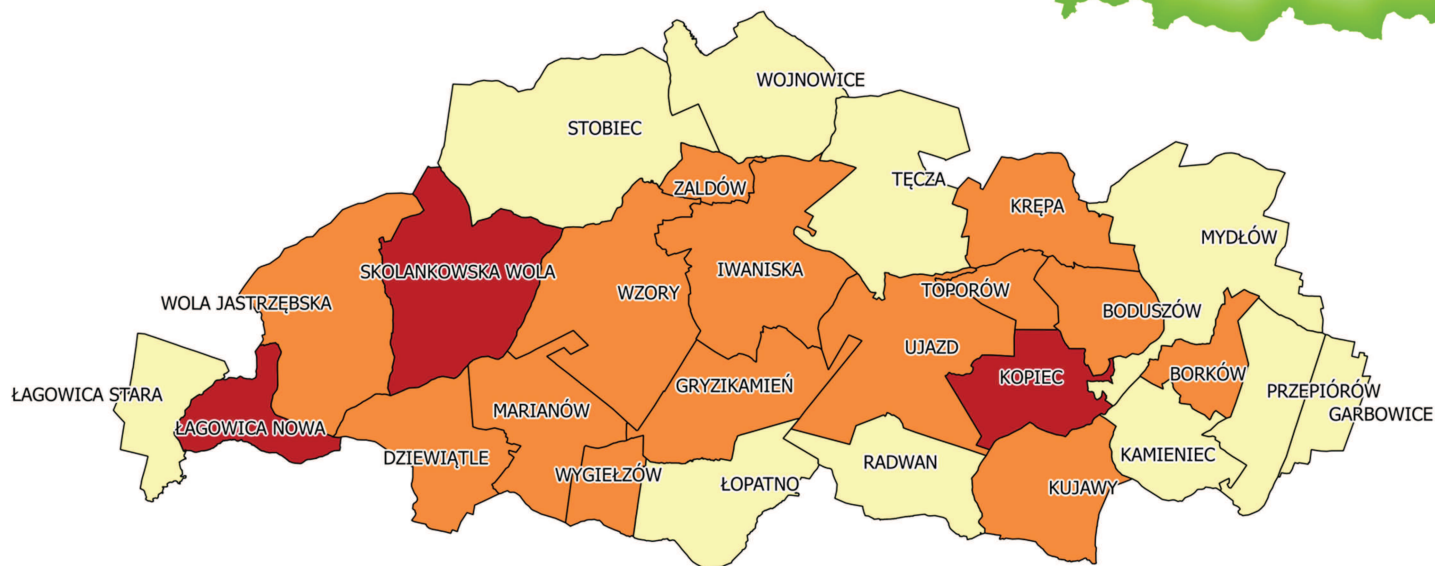 WOJNOWICE
STOBIEC
TĘCZA
ZALDÓW
KRĘPA
MYDŁÓW
SKOLANKOWSKA WOLA
IWANISKA
WZORY
TOPORÓW
WOLA JASTRZĘBSKA
BODUSZÓW
UJAZD
KOPIEC
BORKÓW
GRYZIKAMIEŃ
PRZEPIÓRÓW
ŁAGOWICA STARA
MARIANÓW
GARBOWICE
ŁAGOWICA NOWA
DZIEWIĄTLE
KAMIENIEC
RADWAN
WYGIEŁZÓW
ŁOPATNO
KUJAWY